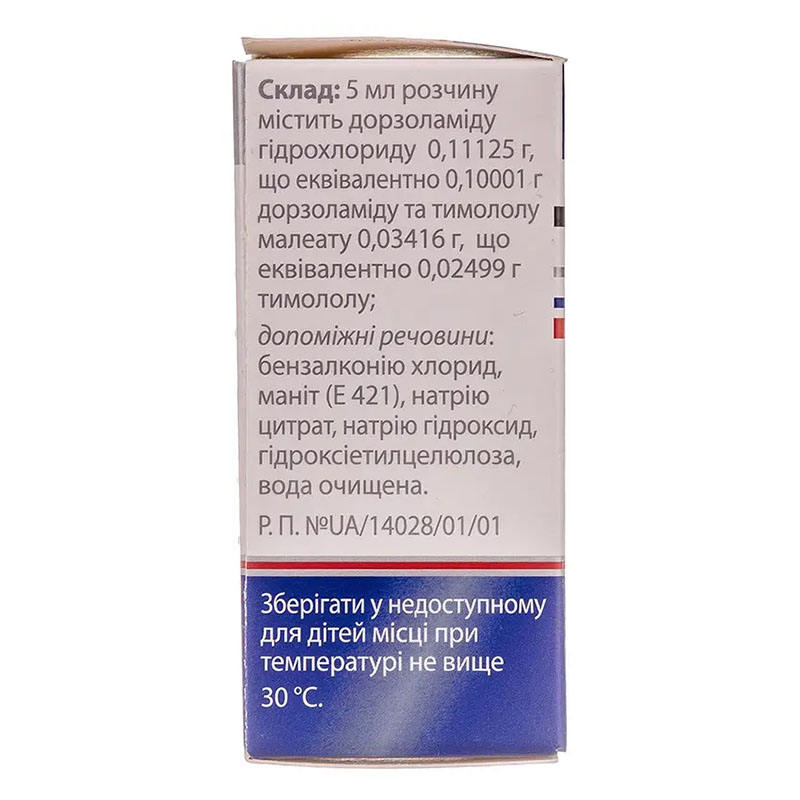 Склад: 5 мл розчину
містить дорзоламіду
гідрохлориду 0,11125 г,
що еквівалентно 0,10001 г
дорзоламіду та тимололу
малеату 0,03416 г, що
еквівалентно 0,02499 г
тимололу;
допоміжні речовини:
бензалконію хлорид,
маніт (Е 421), натрію
цитрат, натрію гідроксид,
гідроксіетилцелюлоза,
вода очищена.
Р. П. №UA/14028/01/01
Зберігати у недоступному
для дітей місці при
температурі не вище
30 °С.